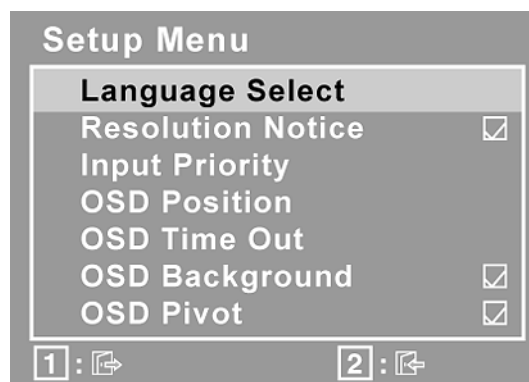 Setup Menu
Language Select
Resolution Notice
Input Priority
OSD Position
OSD Time Out
OSD Background
OSD Pivot
1 : 2 :